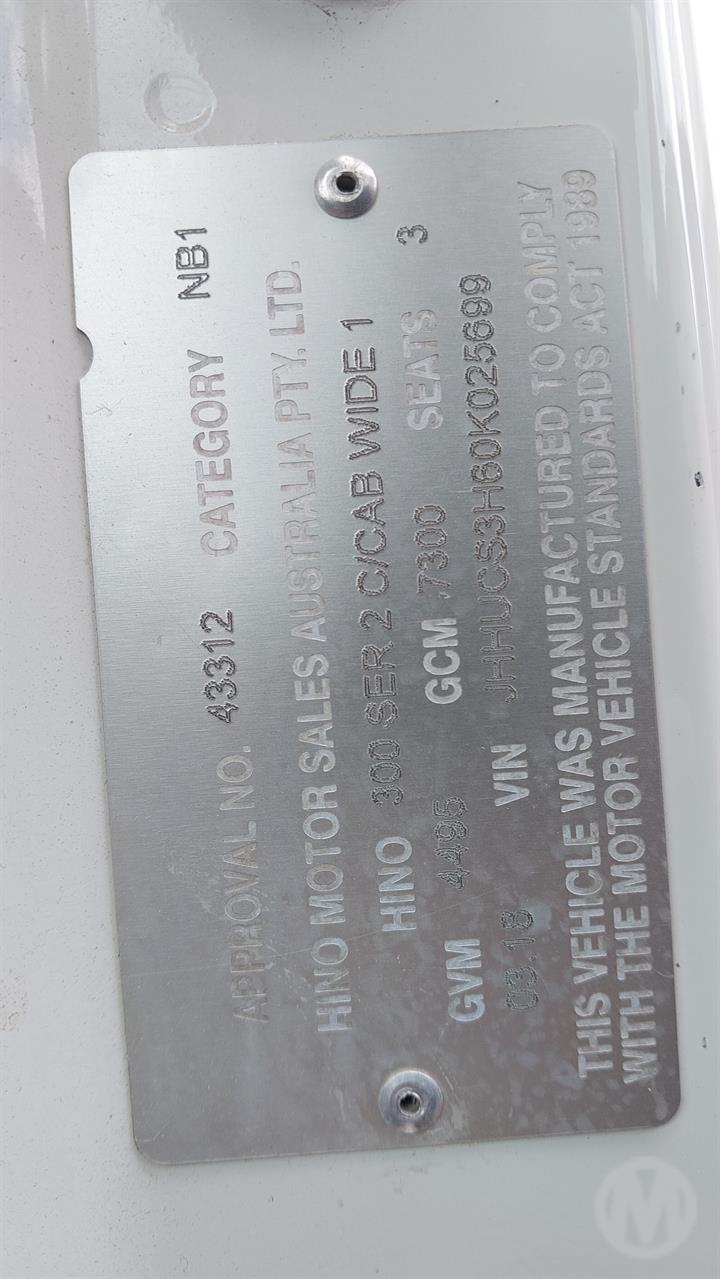 APPROVAL NO. 43312 CATEGORY NB1
HINO MOTOR SALES AUSTRALIA PTY. LTD.
HINO 300 SER 2 C/CAB WIDE 1
GVM 4495 GCM 7300 SEATS 3
03.18 VIN JHHUCS3H60K025699
THIS VEHICLE WAS MANUFACTURED TO COMPLY
WITH THE MOTOR VEHICLE STANDARDS ACT 1989
M